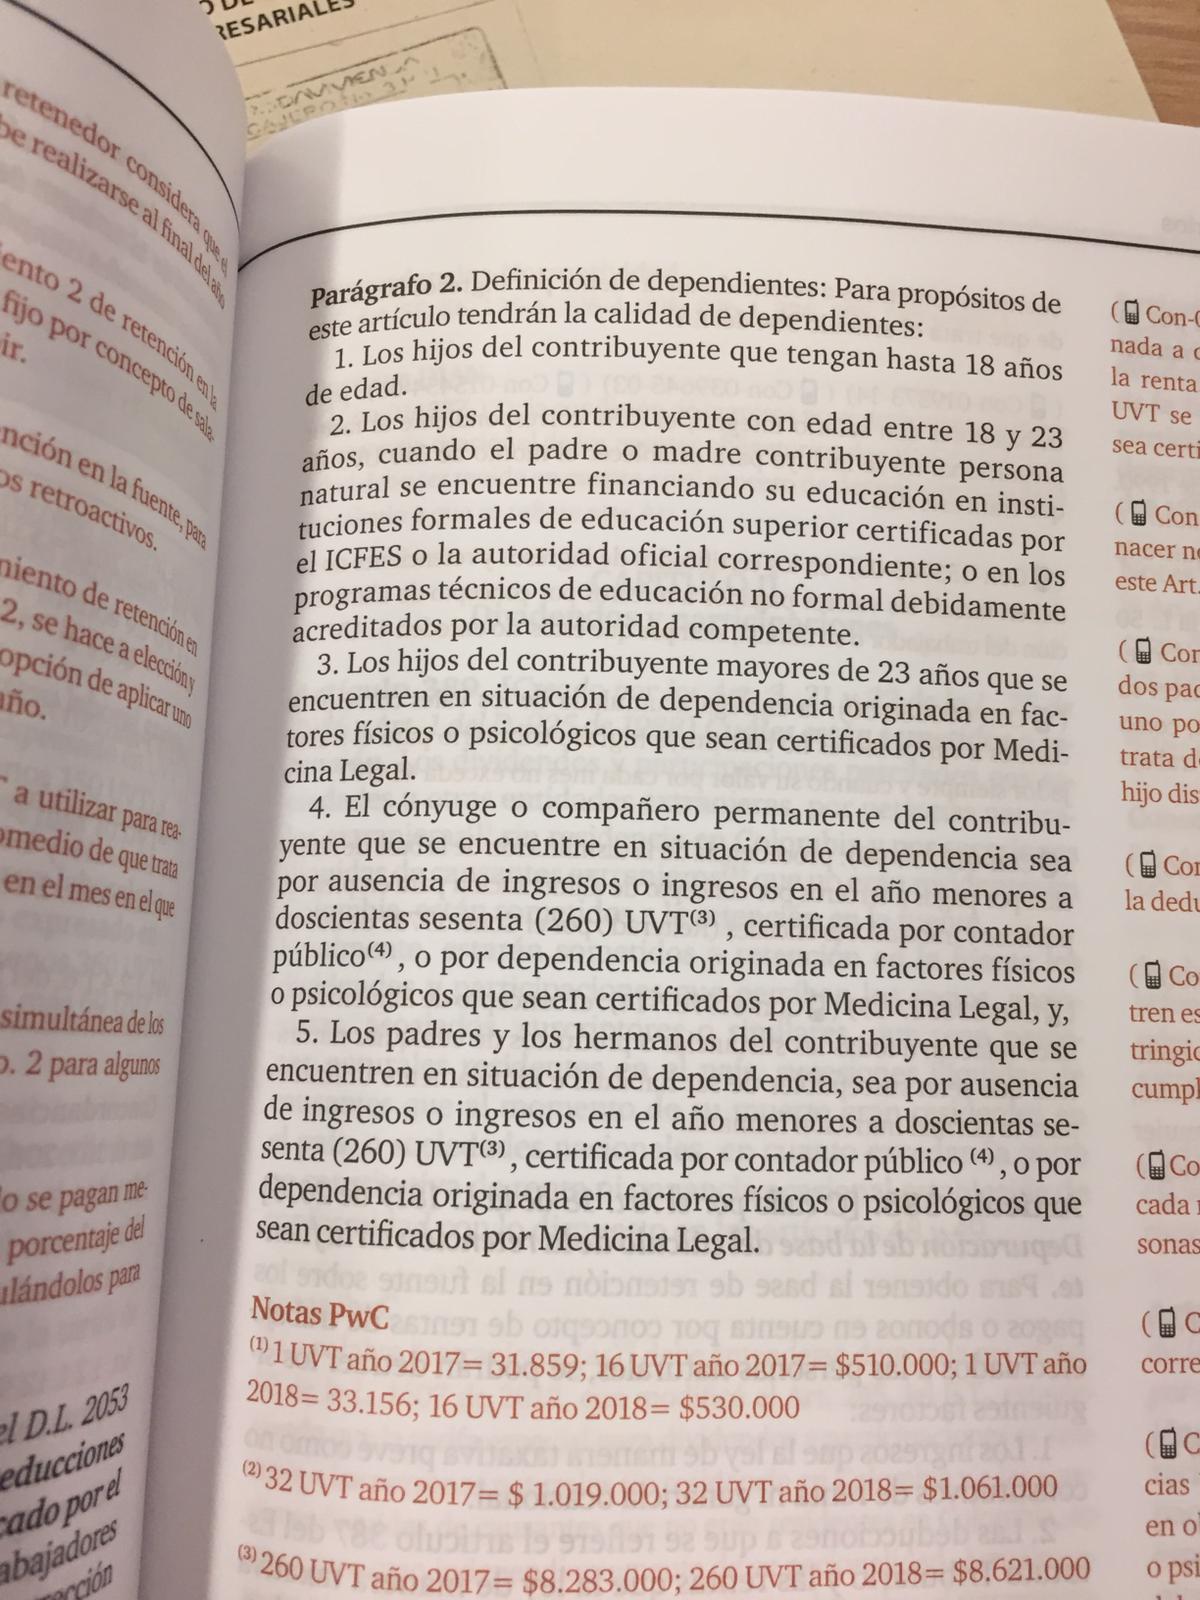 RESARIALES
retenedor considera que el
be realizarse al final del año
ento 2 de retención en la
fijo por concepto de sala-
ir.
nción en la fuente, para
os retroactivos.
niento de retención en
2, se hace a elección y
opción de aplicar uno
año.
a utilizar para rea-
omedio de que trata
en el mes en el que
simultánea de los
o. 2 para algunos
lo se pagan me-
porcentaje del
ulándolos para
el D.L. 2053
educciones
cado por el
abajadores
rección
Parágrafo 2. Definición de dependientes: Para propósitos de
este artículo tendrán la calidad de dependientes:
1. Los hijos del contribuyente que tengan hasta 18 años
de edad.
2. Los hijos del contribuyente con edad entre 18 y 23
años, cuando el padre o madre contribuyente persona
natural se encuentre financiando su educación en insti-
tuciones formales de educación superior certificadas por
el ICFES o la autoridad oficial correspondiente; o en los
programas técnicos de educación no formal debidamente
acreditados por la autoridad competente.
3. Los hijos del contribuyente mayores de 23 años que se
encuentren en situación de dependencia originada en fac-
tores físicos o psicológicos que sean certificados por Medi-
cina Legal.
4. El cónyuge o compañero permanente del contribu-
yente que se encuentre en situación de dependencia sea
por ausencia de ingresos o ingresos en el año menores a
doscientas sesenta (260) UVT(3) , certificada por contador
público(4) , o por dependencia originada en factores físicos
o psicológicos que sean certificados por Medicina Legal, y,
5. Los padres y los hermanos del contribuyente que se
encuentren en situación de dependencia, sea por ausencia
de ingresos o ingresos en el año menores a doscientas se-
senta (260) UVT(3) , certificada por contador público (4) , o por
dependencia originada en factores físicos o psicológicos que
sean certificados por Medicina Legal.
Notas PwC
(1) 1 UVT año 2017= 31.859; 16 UVT año 2017= $510.000; 1 UVT año
2018= 33.156; 16 UVT año 2018= $530.000
(2) 32 UVT año 2017= $ 1.019.000; 32 UVT año 2018= $1.061.000
(3) 260 UVT año 2017= $8.283.000; 260 UVT año 2018= $8.621.000
( Con-
nada a
la renta
UVT se
sea certi
( Con
nacer
este Art.
( Con
dos pa
uno po
trata d
hijo dis
( Con
la dedu
( Co
tren es
tringi
cumpl
( Co
cada
sonas
( C
corre
( C
cias
en o
o psi